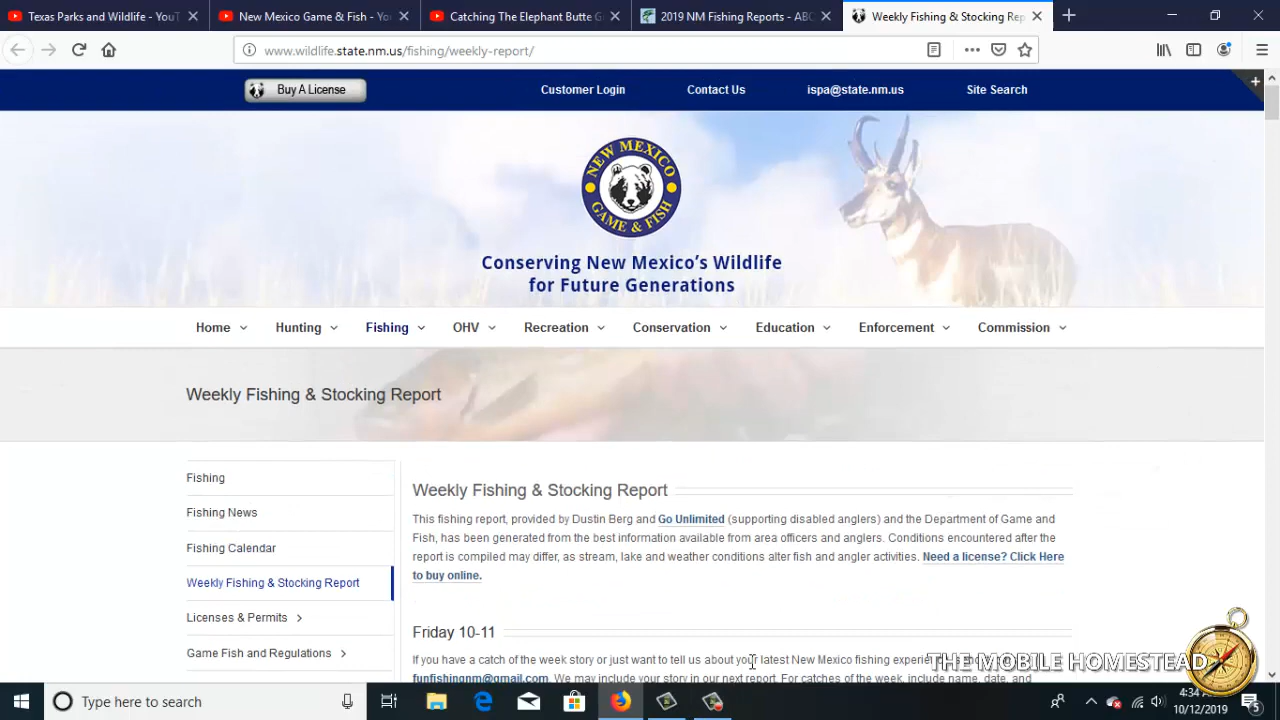 Texas Parks and Wildlife - YouT
New Mexico Game & Fish - You
Catching The Elephant Butte G
2019 NM Fishing Reports - ABC
Weekly Fishing & Stocking Rep
www.wildlife.state.nm.us/fishing/weekly-report/
Buy A License
Customer Login
Contact Us
ispa@state.nm.us
Site Search
NEW MEXICO
GAME & FISH
Conserving New Mexico's Wildlife
for Future Generations
Home
Hunting
Fishing
OHV
Recreation
Conservation
Education
Enforcement
Commission
Weekly Fishing & Stocking Report
Fishing
Fishing News
Fishing Calendar
Weekly Fishing & Stocking Report
Licenses & Permits
Game Fish and Regulations
Weekly Fishing & Stocking Report
This fishing report, provided by Dustin Berg and Go Unlimited (supporting disabled anglers) and the Department of Game and
Fish, has been generated from the best information available from area officers and anglers. Conditions encountered after the
report is compiled may differ, as stream, lake and weather conditions alter fish and angler activities. Need a license? Click Here
to buy online.
Friday 10-11
If you have a catch of the week story or just want to tell us about your latest New Mexico fishing
funfishingnm@gmail.com. We may include your story in our next report. For catches of the week, include name, date, and
THE MOBILE HOMESTEAD
Type here to search
4:34
10/12/2019
5